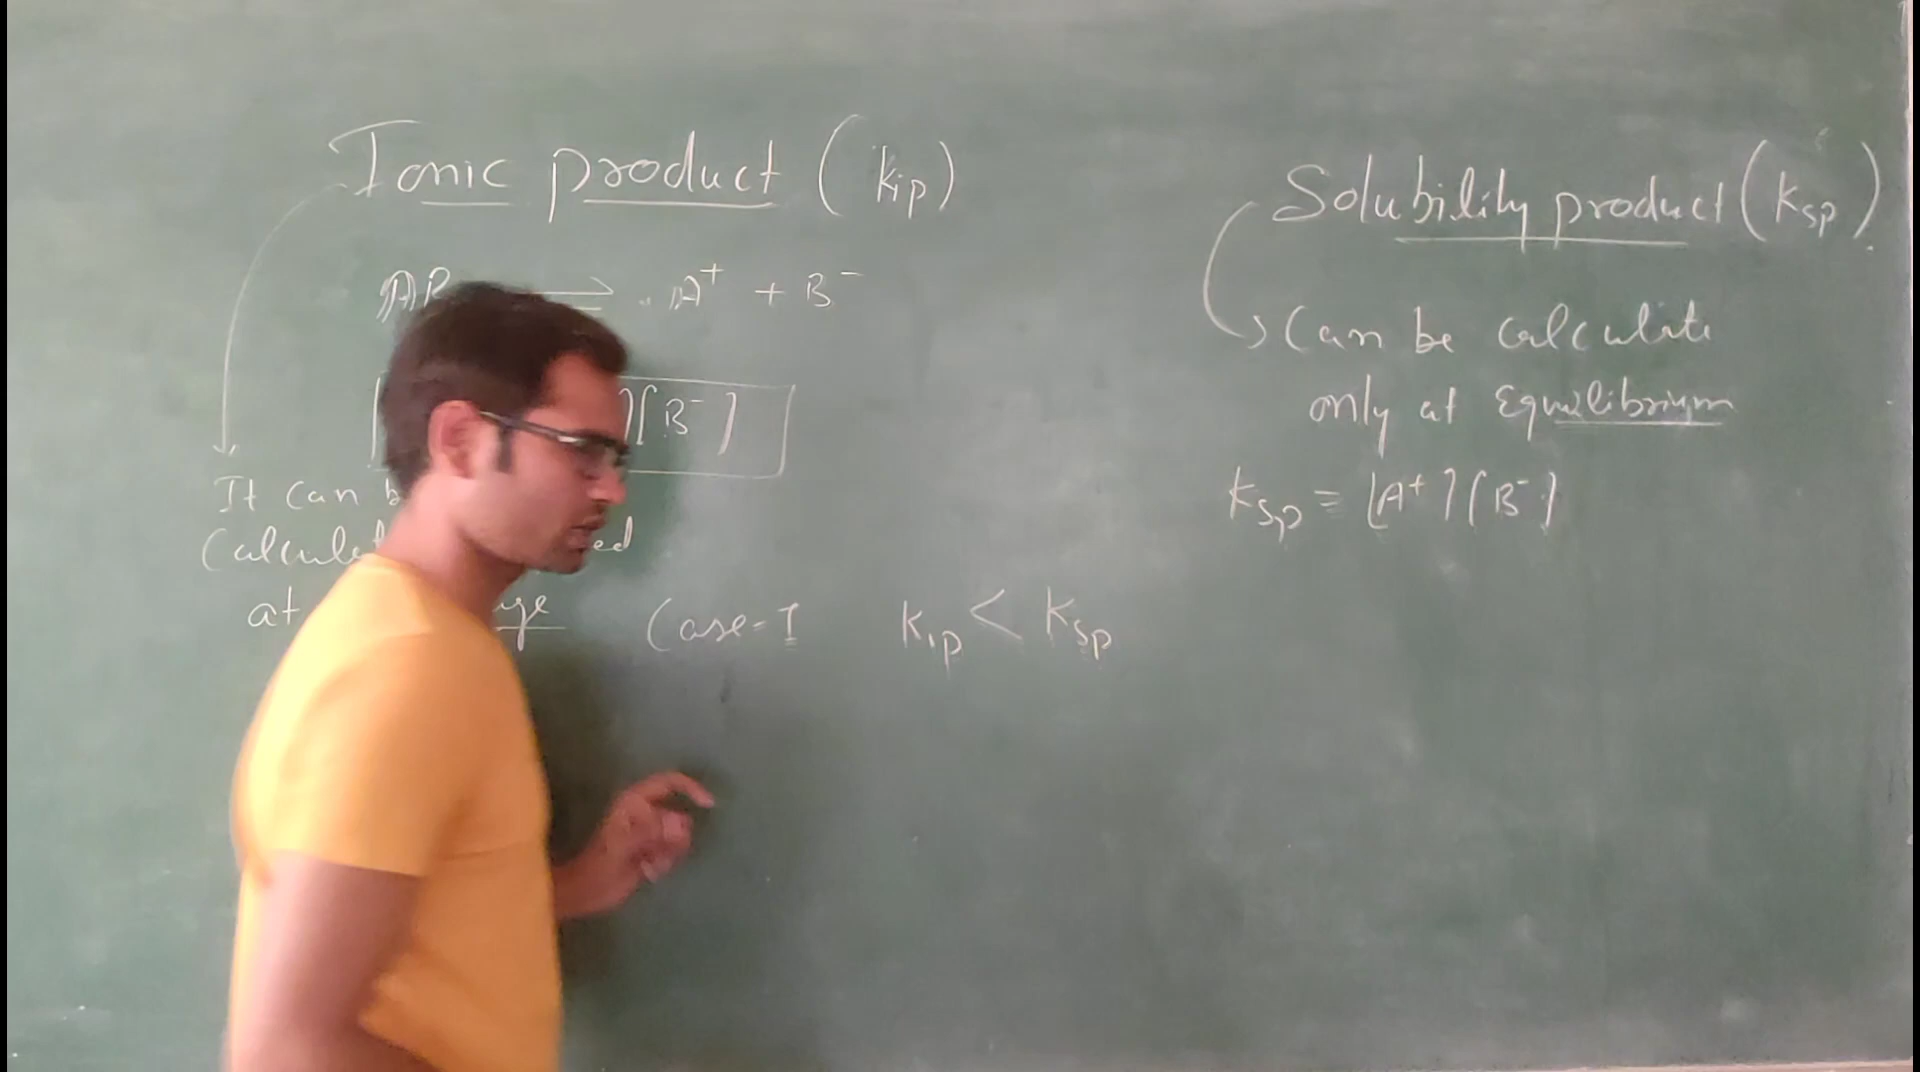 Ionic product (Kip)
AB ⇌ A⁺ + B⁻
][B⁻]
It can
at
Case-I Kip < Ksp
Solubility product (Ksp)
Can be calculate
only at Equilibrium
Ksp = [A⁺][B⁻]